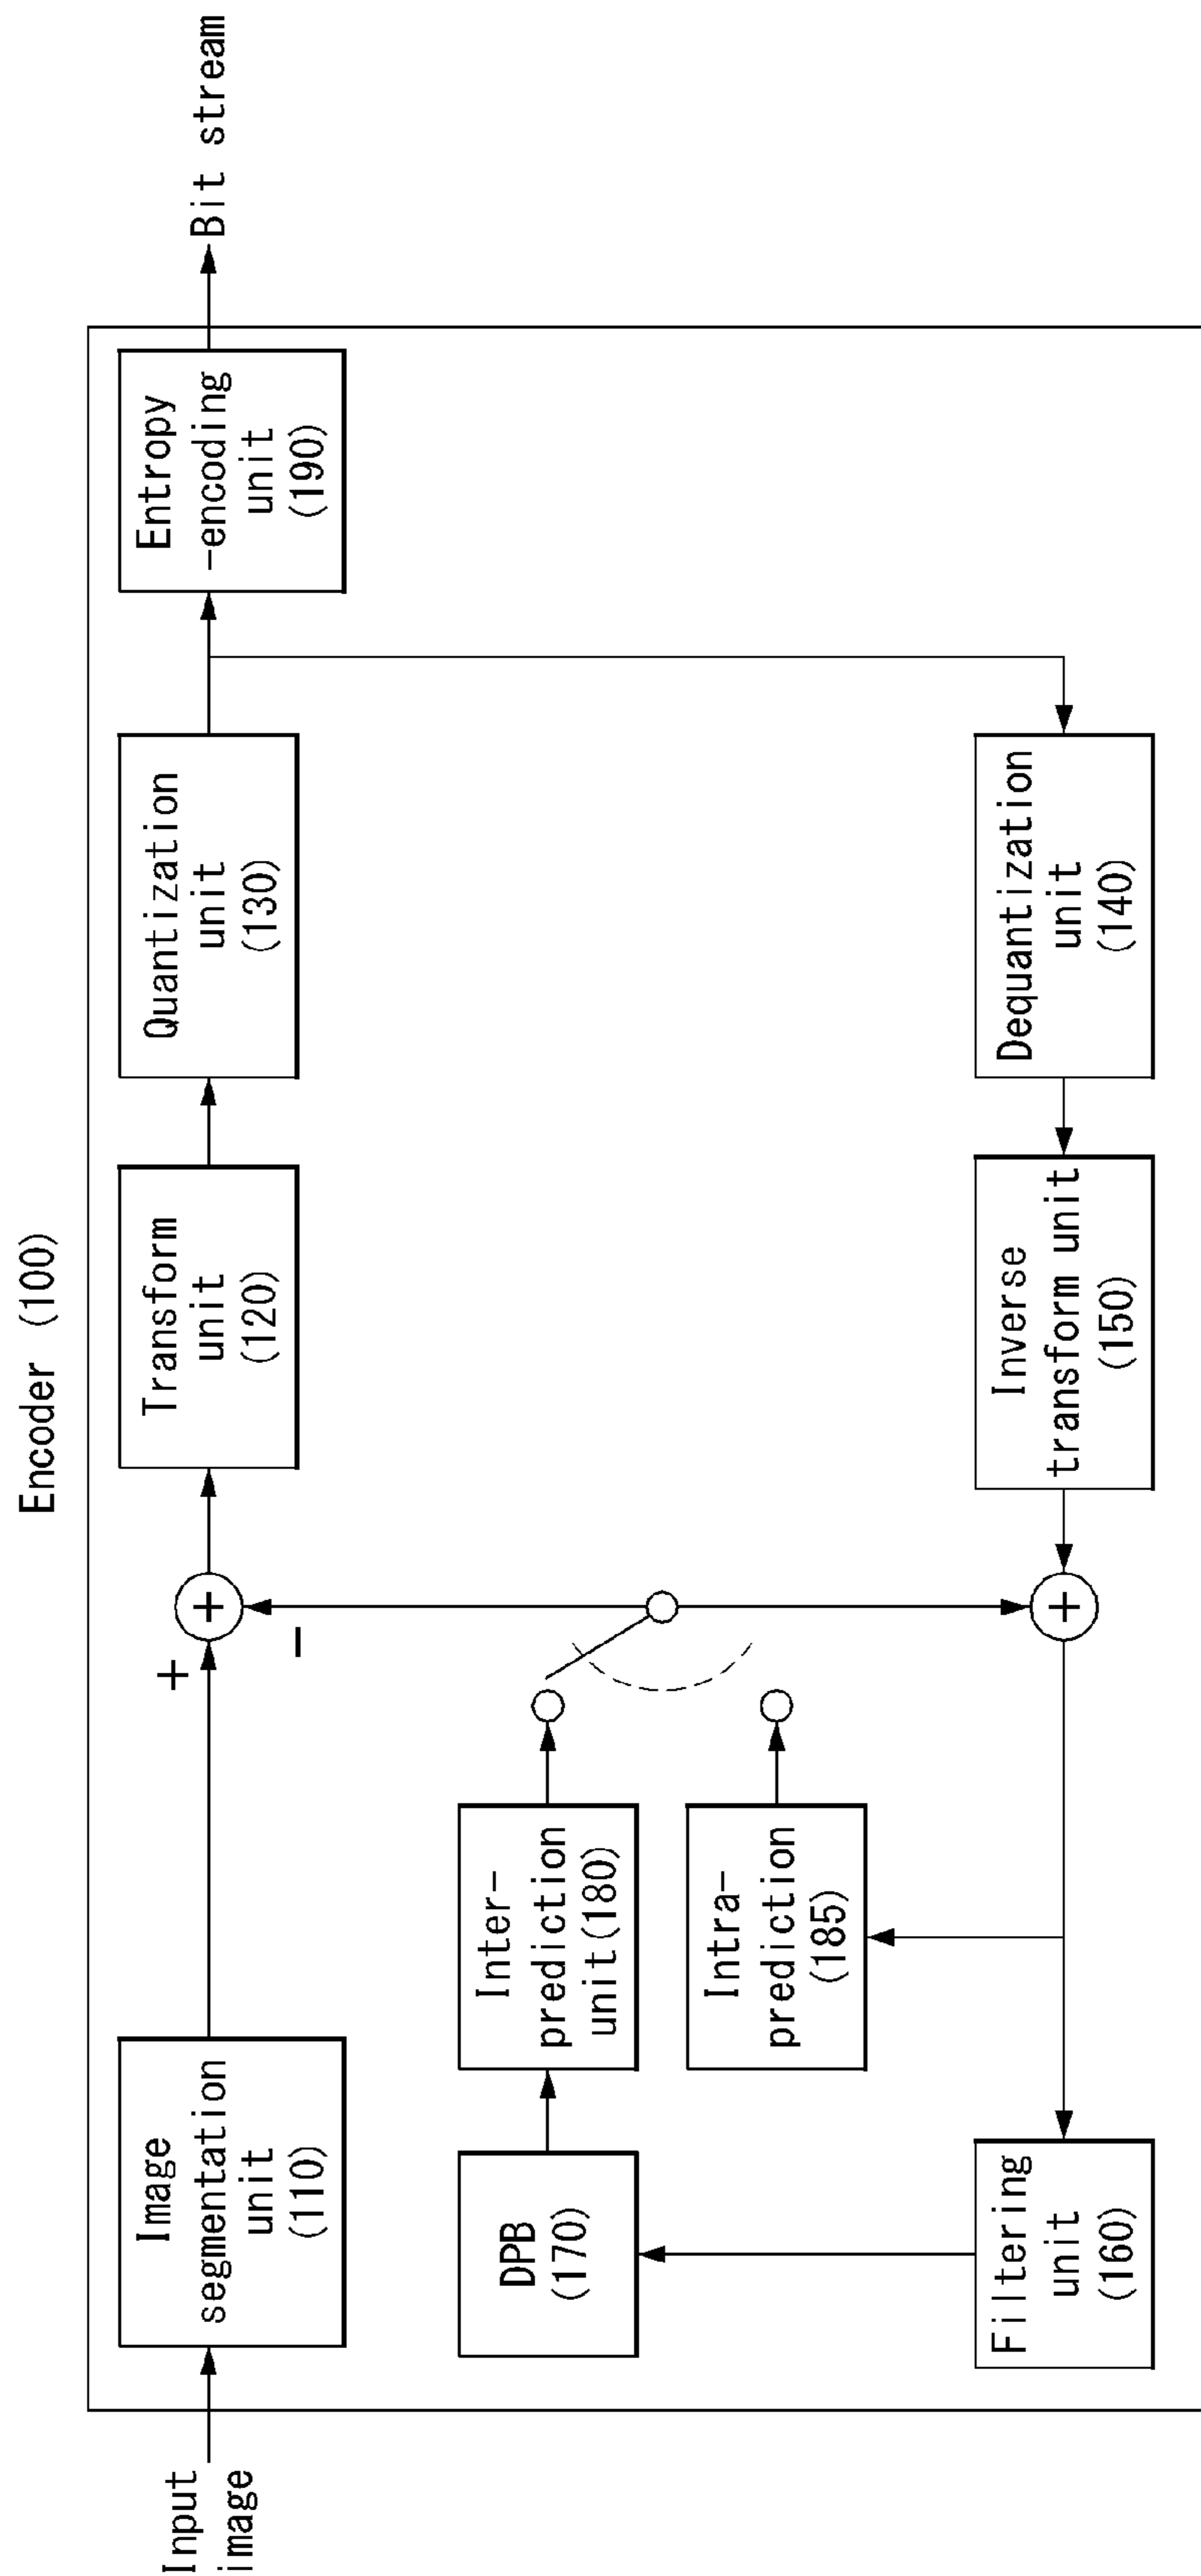 Encoder (100)
Input
image
Image
segmentation
unit
(110)
+
−
+
Transform
unit
(120)
Quantization
unit
(130)
Entropy
-encoding
unit
(190)
Bit stream
DPB
(170)
Inter-
prediction
unit(180)
Intra-
prediction
(185)
Filtering
unit
(160)
+
Inverse
transform unit
(150)
Dequantization
unit
(140)